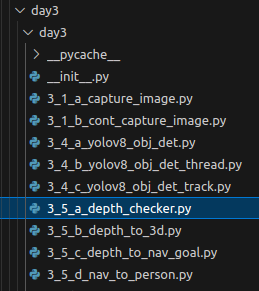 day3
day3
__pycache__
__init__.py
3_1_a_capture_image.py
3_1_b_cont_capture_image.py
3_4_a_yolov8_obj_det.py
3_4_b_yolov8_obj_det_thread.py
3_4_c_yolov8_obj_det_track.py
3_5_a_depth_checker.py
3_5_b_depth_to_3d.py
3_5_c_depth_to_nav_goal.py
3_5_d_nav_to_person.py